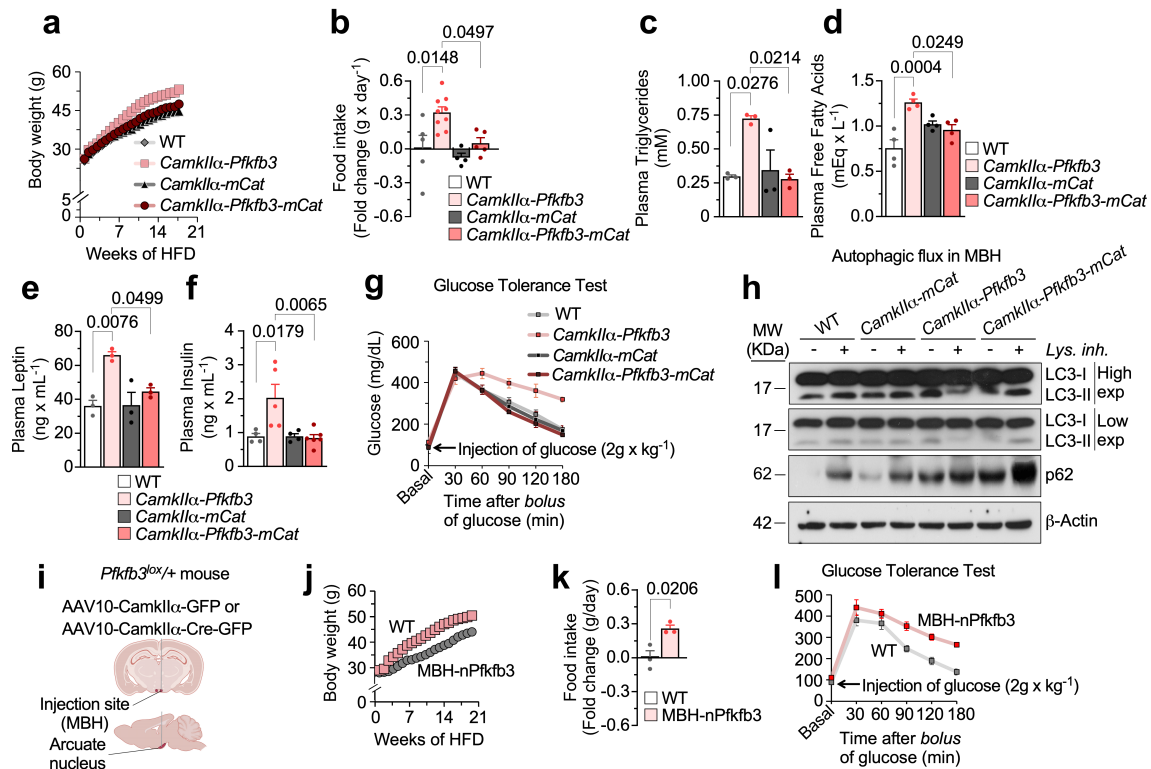 a
Body weight (g)
60
45
30
5
0
0
7
14
21
Weeks of HFD
WT
CamkIIα-Pfkfb3
CamkIIα-mCat
CamkIIα-Pfkfb3-mCat
b
Food intake
(Fold change (g x day⁻¹)
0.6
0.3
0.0
-0.3
-0.6
0.0148
0.0497
WT
CamkIIα-Pfkfb3
CamkIIα-mCat
CamkIIα-Pfkfb3-mCat
c
Plasma Triglycerides
(mM)
1.00
0.75
0.50
0.25
0
0.0276
0.0214
d
Plasma Free Fatty Acids
(mEq x L⁻¹)
1.5
1.0
0.5
0.0
0.0004
0.0249
WT
CamkIIα-Pfkfb3
CamkIIα-mCat
CamkIIα-Pfkfb3-mCat
e
Plasma Leptin
(ng x mL⁻¹)
80
60
40
20
0
0.0076
0.0499
f
Plasma Insulin
(ng x mL⁻¹)
4
3
2
1
0
0.0179
0.0065
WT
CamkIIα-Pfkfb3
CamkIIα-mCat
CamkIIα-Pfkfb3-mCat
g
Glucose Tolerance Test
Glucose (mg/dL)
600
400
200
0
WT
CamkIIα-Pfkfb3
CamkIIα-mCat
CamkIIα-Pfkfb3-mCat
Injection of glucose (2g x kg⁻¹)
Basal
30
60
90
120
180
Time after bolus
of glucose (min)
h
Autophagic flux in MBH
MW
(KDa)
WT
CamkIIα-mCat
CamkIIα-Pfkfb3
CamkIIα-Pfkfb3-mCat
- + - + - + - + Lys. inh.
17
LC3-I
LC3-II
High
exp
17
LC3-I
LC3-II
Low
exp
62
p62
42
β-Actin
i
Pfkfb3lox/+ mouse
AAV10-CamkIIα-GFP or
AAV10-CamkIIα-Cre-GFP
Injection site
(MBH)
Arcuate
nucleus
j
Body weight (g)
60
50
40
30
0
WT
MBH-nPfkfb3
0
7
14
21
Weeks of HFD
k
Food intake
(Fold change (g/day)
0.6
0.3
0.0
-0.3
-0.6
0.0206
WT
MBH-nPfkfb3
l
Glucose Tolerance Test
500
400
300
200
100
0
MBH-nPfkfb3
WT
Injection of glucose (2g x kg⁻¹)
Basal
30
60
90
120
180
Time after bolus
of glucose (min)